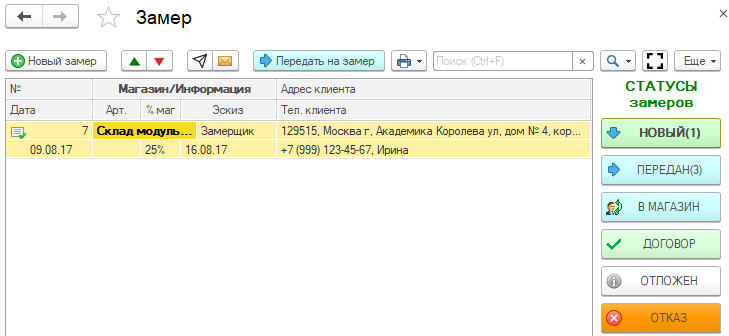 Замер
Новый замер
Передать на замер
Поиск (Ctrl+F)
Еще
№ Магазин/Информация Адрес клиента
Дата Арт. % маг Эскиз Тел. клиента
7 Склад модуль... Замерщик 129515, Москва г, Академика Королева ул, дом № 4, кор...
09.08.17 25% 16.08.17 +7 (999) 123-45-67, Ирина
СТАТУСЫ
замеров
НОВЫЙ(1)
ПЕРЕДАН(3)
В МАГАЗИН
ДОГОВОР
ОТЛОЖЕН
ОТКАЗ